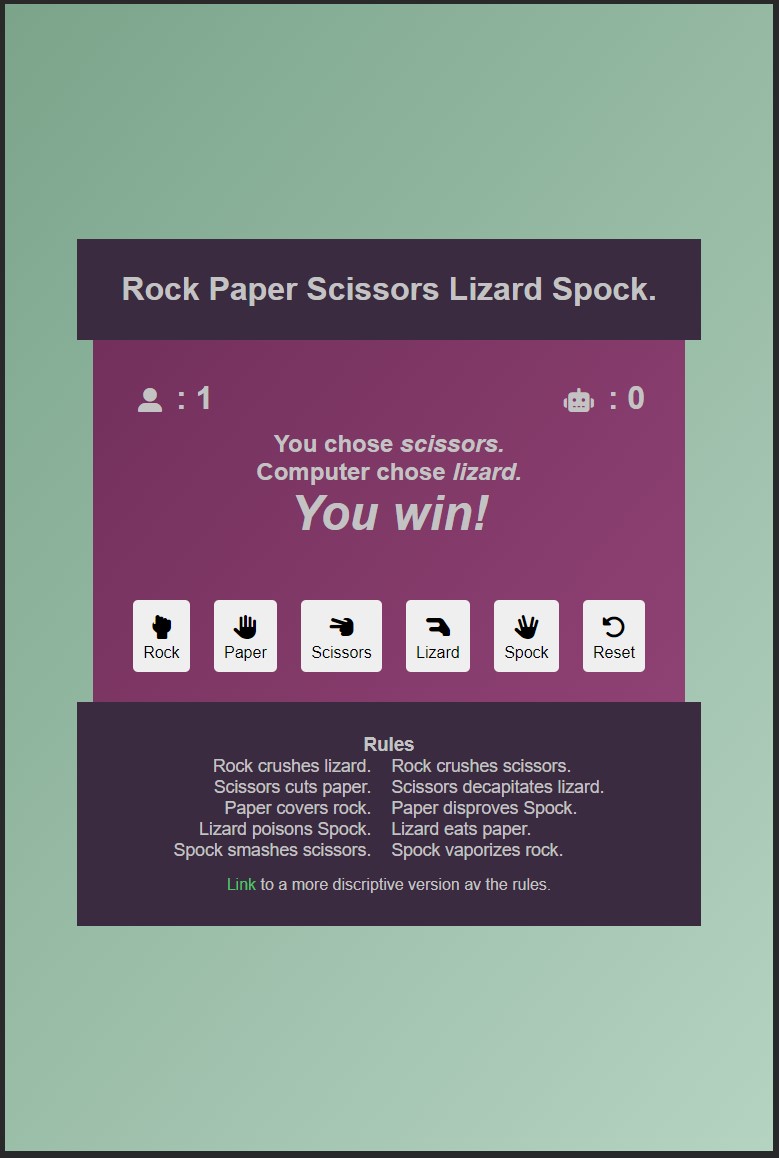 Rock Paper Scissors Lizard Spock.
: 1
: 0
You chose scissors.
Computer chose lizard.
You win!
Rock
Paper
Scissors
Lizard
Spock
Reset
Rules
Rock crushes lizard. Rock crushes scissors.
Scissors cuts paper. Scissors decapitates lizard.
Paper covers rock. Paper disproves Spock.
Lizard poisons Spock. Lizard eats paper.
Spock smashes scissors. Spock vaporizes rock.
Link to a more discriptive version av the rules.